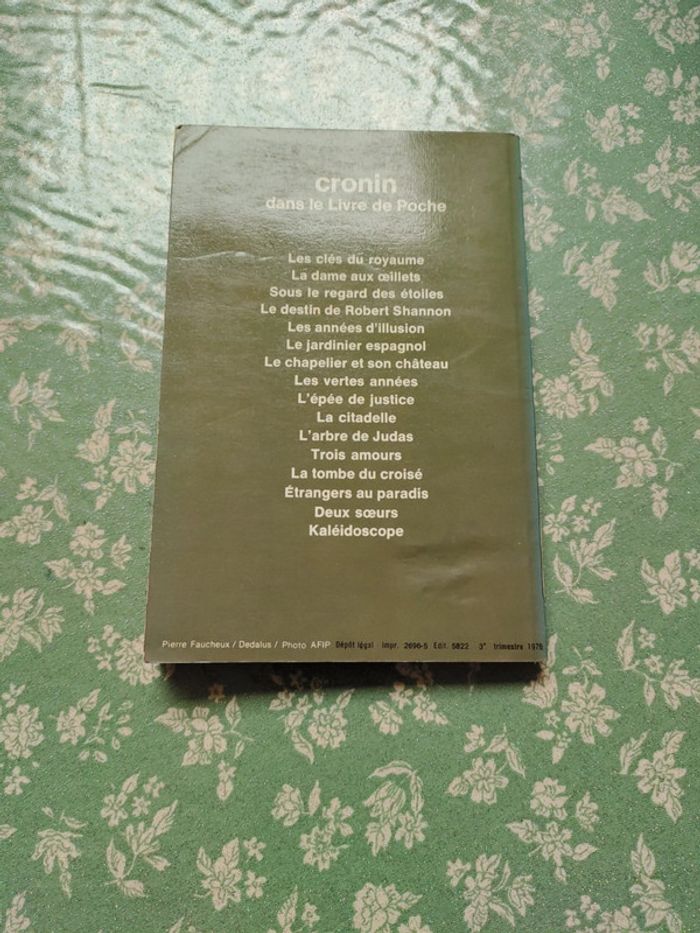 cronin
dans le Livre de Poche
Les clés du royaume
La dame aux œillets
Sous le regard des étoiles
Le destin de Robert Shannon
Les années d'illusion
Le jardinier espagnol
Le chapelier et son château
Les vertes années
L'épée de justice
La citadelle
L'arbre de Judas
Trois amours
La tombe du croisé
Étrangers au paradis
Deux sœurs
Kaléidoscope
Pierre Faucheux / Dedalus / Photo AFIP Dépôt légal Impr. 2696-5 Edit. 5822 3e trimestre